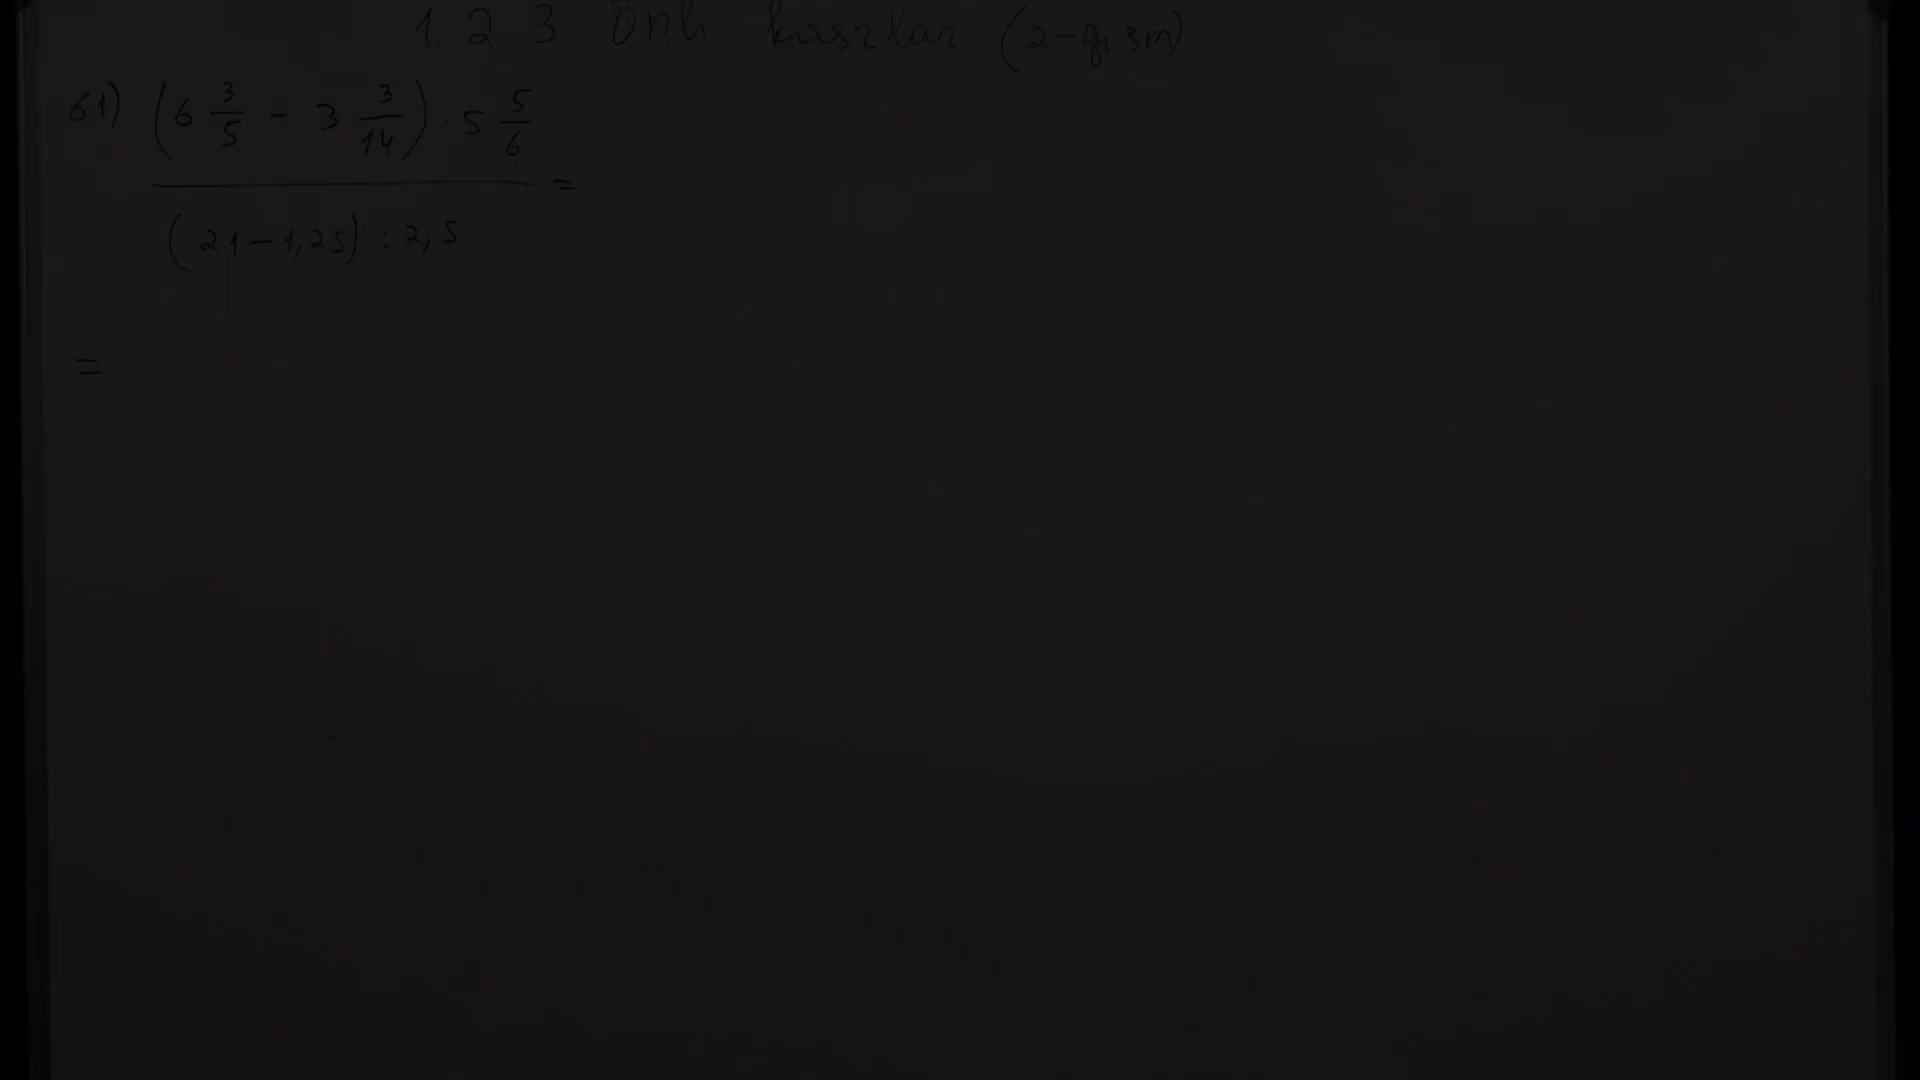 1.2.3. Onli kasrlar (2-qism)
61) (6 3/5 - 3 3/14) · 5 5/6
=
(21-1,25) : 2,5
=